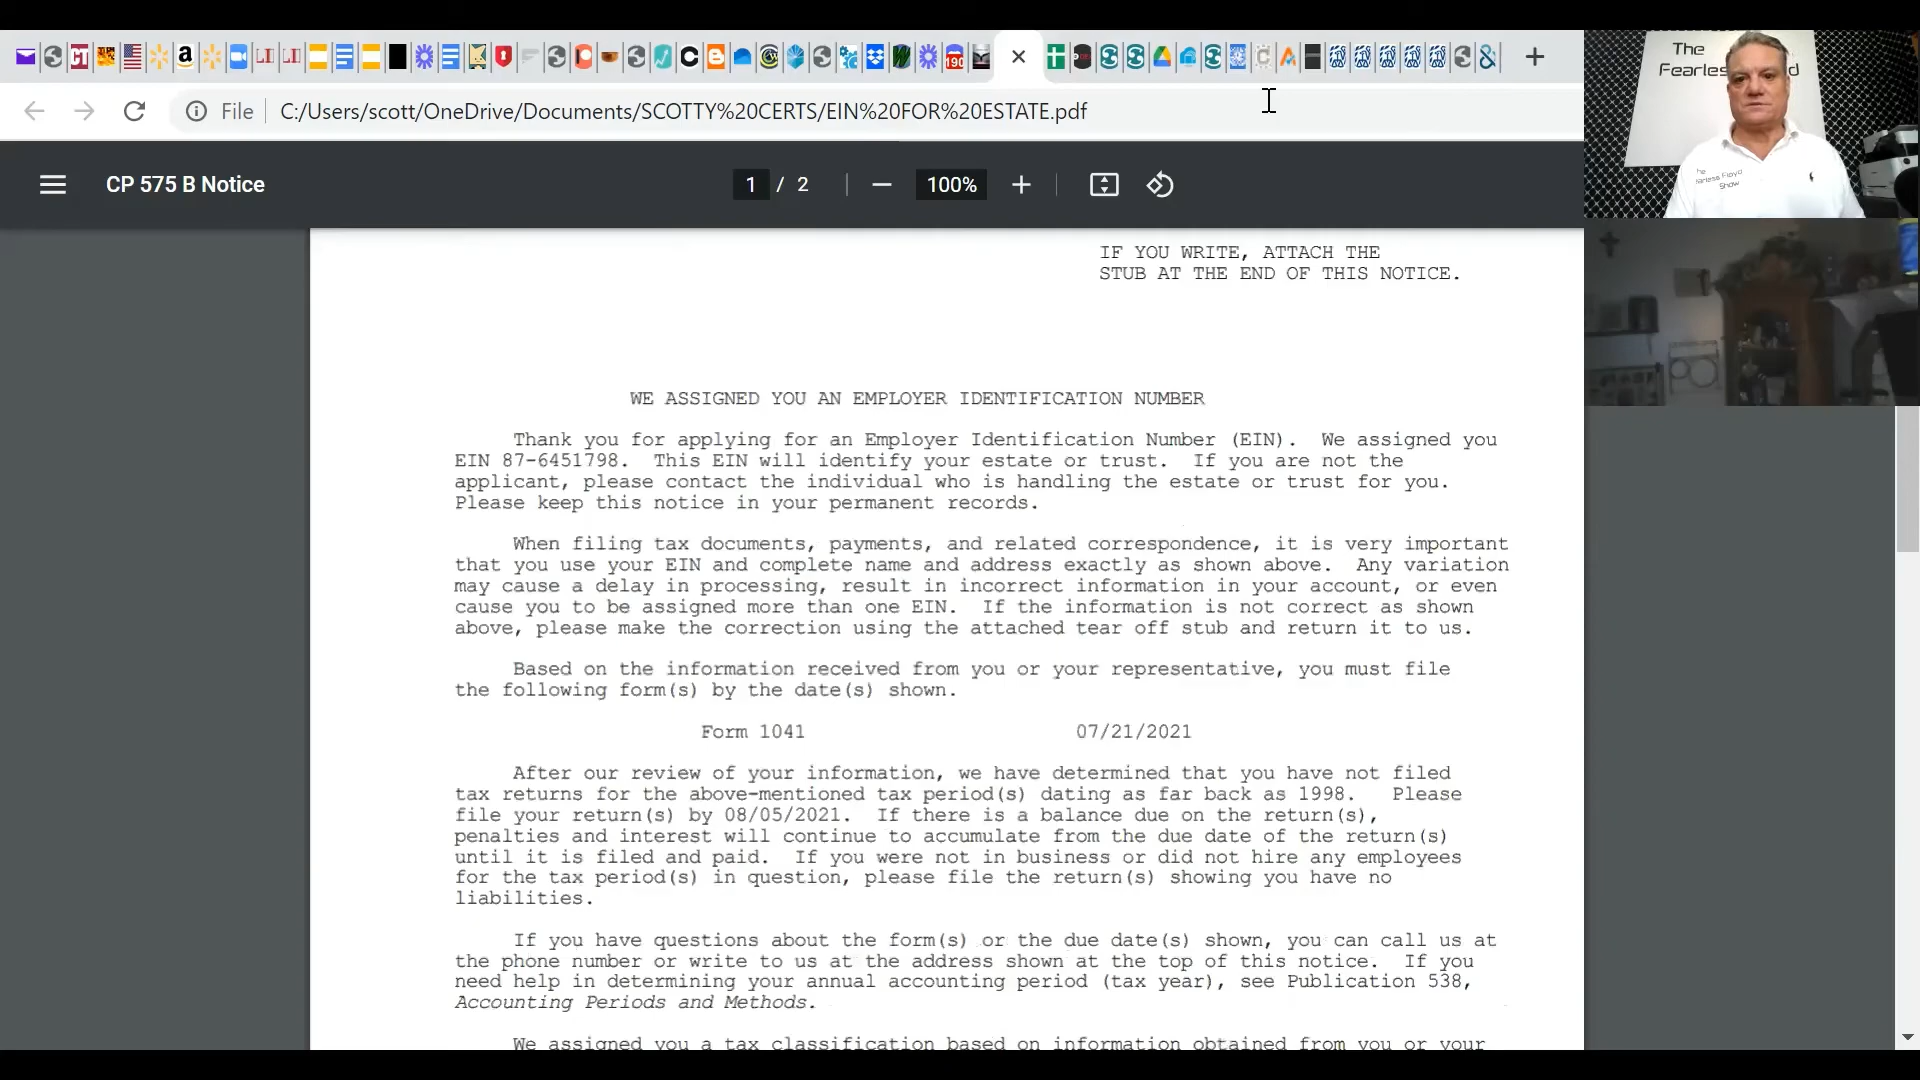 The
Fearless
d
File
C:/Users/scott/OneDrive/Documents/SCOTTY%20CERTS/EIN%20FOR%20ESTATE.pdf
CP 575 B Notice
1 / 2
100%
Fearless Floyd
Show
IF YOU WRITE, ATTACH THE
STUB AT THE END OF THIS NOTICE.
WE ASSIGNED YOU AN EMPLOYER IDENTIFICATION NUMBER
Thank you for applying for an Employer Identification Number (EIN). We assigned you
EIN 87-6451798. This EIN will identify your estate or trust. If you are not the
applicant, please contact the individual who is handling the estate or trust for you.
Please keep this notice in your permanent records.
When filing tax documents, payments, and related correspondence, it is very important
that you use your EIN and complete name and address exactly as shown above. Any variation
may cause a delay in processing, result in incorrect information in your account, or even
cause you to be assigned more than one EIN. If the information is not correct as shown
above, please make the correction using the attached tear off stub and return it to us.
Based on the information received from you or your representative, you must file
the following form(s) by the date(s) shown.
Form 1041 07/21/2021
After our review of your information, we have determined that you have not filed
tax returns for the above-mentioned tax period(s) dating as far back as 1998. Please
file your return(s) by 08/05/2021. If there is a balance due on the return(s),
penalties and interest will continue to accumulate from the due date of the return(s)
until it is filed and paid. If you were not in business or did not hire any employees
for the tax period(s) in question, please file the return(s) showing you have no
liabilities.
If you have questions about the form(s) or the due date(s) shown, you can call us at
the phone number or write to us at the address shown at the top of this notice. If you
need help in determining your annual accounting period (tax year), see Publication 538,
Accounting Periods and Methods.
We assigned you a tax classification based on information obtained from you or your